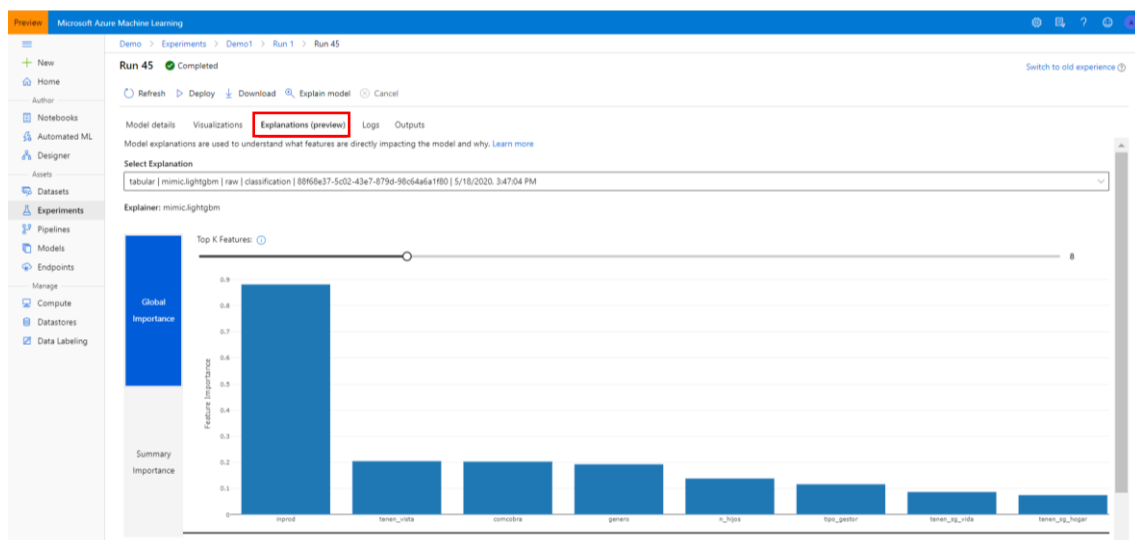 Preview Microsoft Azure Machine Learning
Demo > Experiments > Demo1 > Run 1 > Run 45
New
Home
Author
Notebooks
Automated ML
Designer
Assets
Datasets
Experiments
Pipelines
Models
Endpoints
Manage
Compute
Datastores
Data Labeling
Run 45 Completed
Switch to old experience
Refresh Deploy Download Explain model Cancel
Model details Visualizations Explanations (preview) Logs Outputs
Model explanations are used to understand what features are directly impacting the model and why. Learn more
Select Explanation
tabular | mimic.lightgbm | raw | classification | 88f68e37-5c02-43e7-879d-98c64a6a1f80 | 5/18/2020, 3:47:04 PM
Explainer: mimic.lightgbm
Global
Importance
Summary
Importance
Top K Features:
8
Feature Importance
0.9
0.8
0.7
0.6
0.5
0.4
0.3
0.2
0.1
0
inprod tenen_vista comcobra genero n_hijos tipo_gestor tenen_sg_vida tenen_sg_hogar